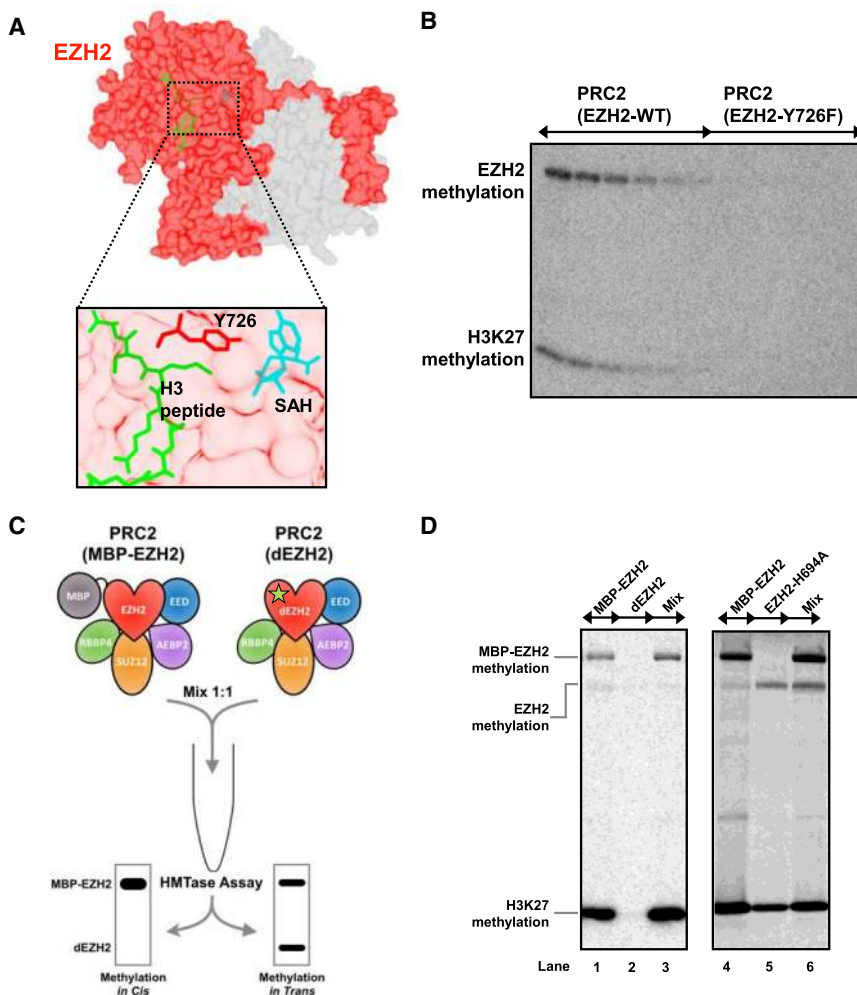 A
EZH2
Y726
H3
peptide
SAH
B
PRC2
(EZH2-WT)
PRC2
(EZH2-Y726F)
EZH2
methylation
H3K27
methylation
C
PRC2
(MBP-EZH2)
PRC2
(dEZH2)
MBP
EZH2
EED
RBBP4
AEBP2
SUZ12
dEZH2
EED
RBBP4
AEBP2
SUZ12
Mix 1:1
MBP-EZH2
HMTase Assay
dEZH2
Methylation
in Cis
Methylation
in Trans
D
MBP-EZH2
dEZH2
Mix
MBP-EZH2
EZH2-H694A
Mix
MBP-EZH2
methylation
EZH2
methylation
H3K27
methylation
Lane 1 2 3 4 5 6